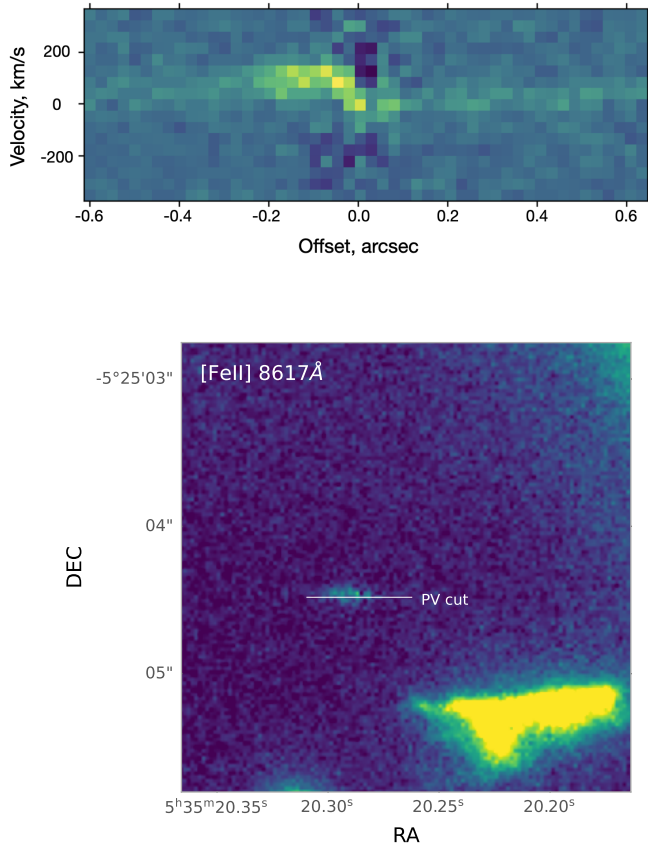 200
0
-200
Velocity, km/s
-0.6 -0.4 -0.2 0.0 0.2 0.4 0.6
Offset, arcsec
[FeII] 8617Å
-5°25'03"
04"
PV cut
DEC
05"
5ʰ35ᵐ20.35ˢ 20.30ˢ 20.25ˢ 20.20ˢ
RA